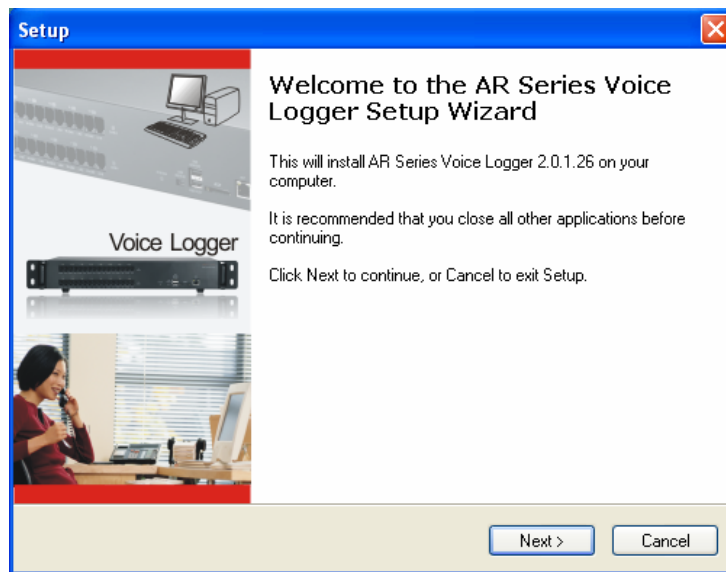 Setup
Welcome to the AR Series Voice
Logger Setup Wizard
This will install AR Series Voice Logger 2.0.1.26 on your
computer.
It is recommended that you close all other applications before
continuing.
Click Next to continue, or Cancel to exit Setup.
Voice Logger
Next >
Cancel